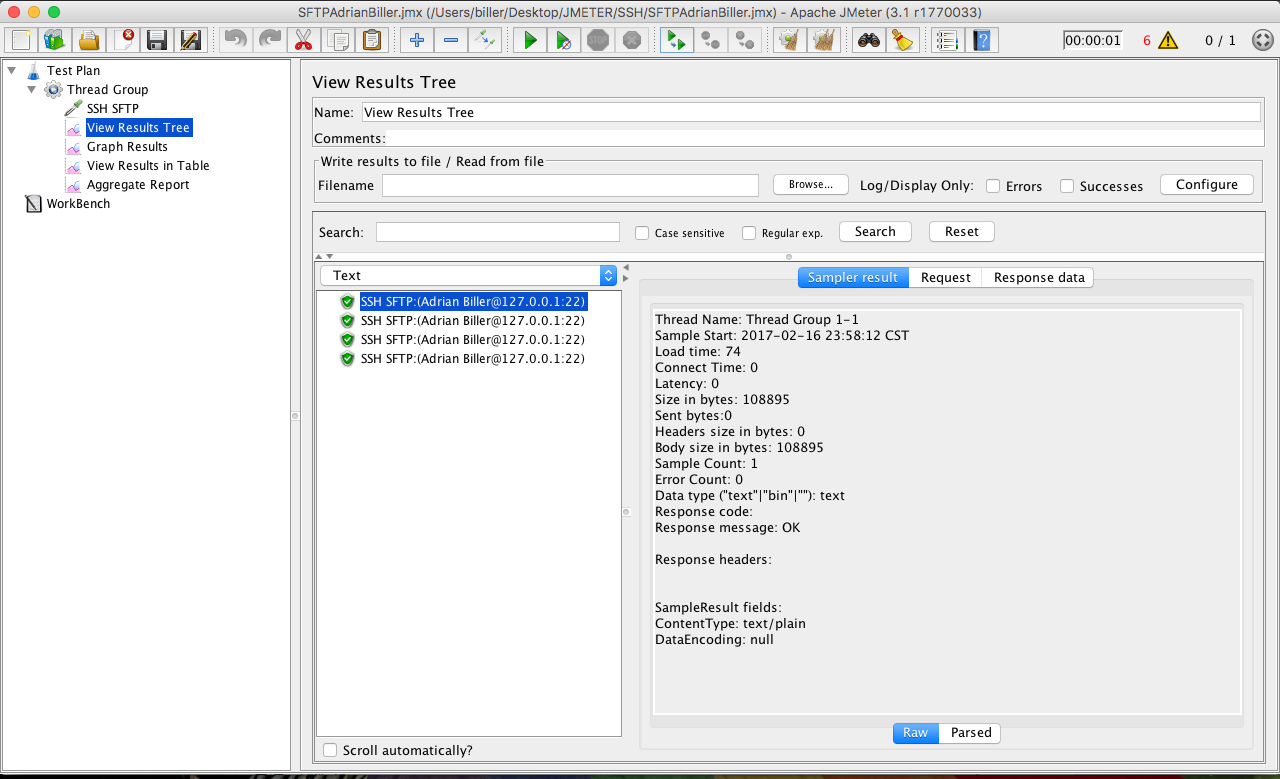 SFTPAdrianBiller.jmx (/Users/biller/Desktop/JMETER/SSH/SFTPAdrianBiller.jmx) - Apache JMeter (3.1 r1770033)
00:00:01 6 0 / 1
Test Plan
Thread Group
SSH SFTP
View Results Tree
Graph Results
View Results in Table
Aggregate Report
WorkBench
View Results Tree
Name: View Results Tree
Comments:
Write results to file / Read from file
Filename Browse... Log/Display Only: Errors Successes Configure
Search: Case sensitive Regular exp. Search Reset
Text
SSH SFTP:(Adrian Biller@127.0.0.1:22)
SSH SFTP:(Adrian Biller@127.0.0.1:22)
SSH SFTP:(Adrian Biller@127.0.0.1:22)
SSH SFTP:(Adrian Biller@127.0.0.1:22)
Scroll automatically?
Sampler result Request Response data
Thread Name: Thread Group 1-1
Sample Start: 2017-02-16 23:58:12 CST
Load time: 74
Connect Time: 0
Latency: 0
Size in bytes: 108895
Sent bytes:0
Headers size in bytes: 0
Body size in bytes: 108895
Sample Count: 1
Error Count: 0
Data type ("text"|"bin"|""): text
Response code:
Response message: OK
Response headers:
SampleResult fields:
ContentType: text/plain
DataEncoding: null
Raw Parsed